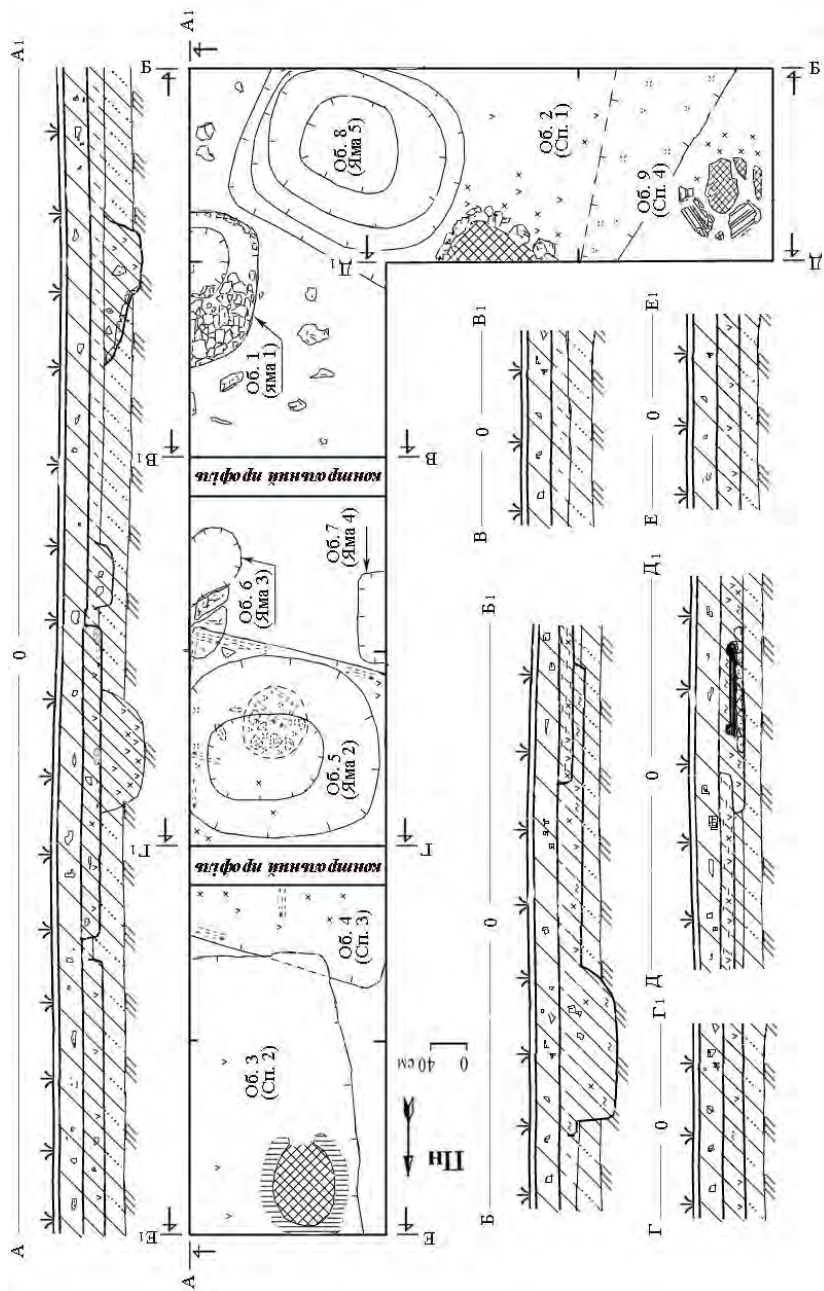 А
0
А₁
А
А₁
Е₁
Г₁
В₁
Б
Об. 3
(Сп. 2)
Об. 4
(Сп. 3)
контрольний профіль
Об. 5
(Яма 2)
Об. 6
(Яма 3)
Об. 7
(Яма 4)
контрольний профіль
Об. 1
(яма 1)
Об. 8
(Яма 5)
Об. 2
(Сп. 1)
Об. 9
(Сп. 4)
Е
Г
В
Д₁
Д
Б
Пн
0
40 см
Б
0
Б₁
В
0
В₁
Г
0
Г₁
Д
0
Д₁
Е
0
Е₁